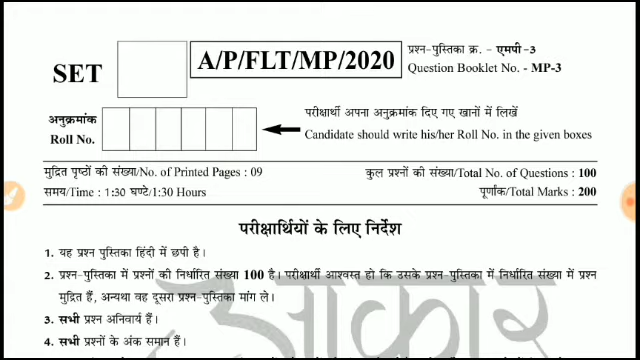 SET
A/P/FLT/MP/2020
प्रश्न-पुस्तिका क्र. - एमपी-3
Question Booklet No. - MP-3
अनुक्रमांक
Roll No.
परीक्षार्थी अपना अनुक्रमांक दिए गए खानों में लिखें
Candidate should write his/her Roll No. in the given boxes
मुद्रित पृष्ठों की संख्या/No. of Printed Pages : 09
कुल प्रश्नों की संख्या/Total No. of Questions : 100
समय/Time : 1:30 घण्टे/1:30 Hours
पूर्णांक/Total Marks : 200
परीक्षार्थियों के लिए निर्देश
1. यह प्रश्न पुस्तिका हिंदी में छपी है।
2. प्रश्न-पुस्तिका में प्रश्नों की निर्धारित संख्या 100 है। परीक्षार्थी आश्वस्त हो कि उसके प्रश्न-पुस्तिका में निर्धारित संख्या में प्रश्न
मुद्रित हैं, अन्यथा वह दूसरा प्रश्न-पुस्तिका मांग ले।
3. सभी प्रश्न अनिवार्य हैं।
4. सभी प्रश्नों के अंक समान हैं।
आकार